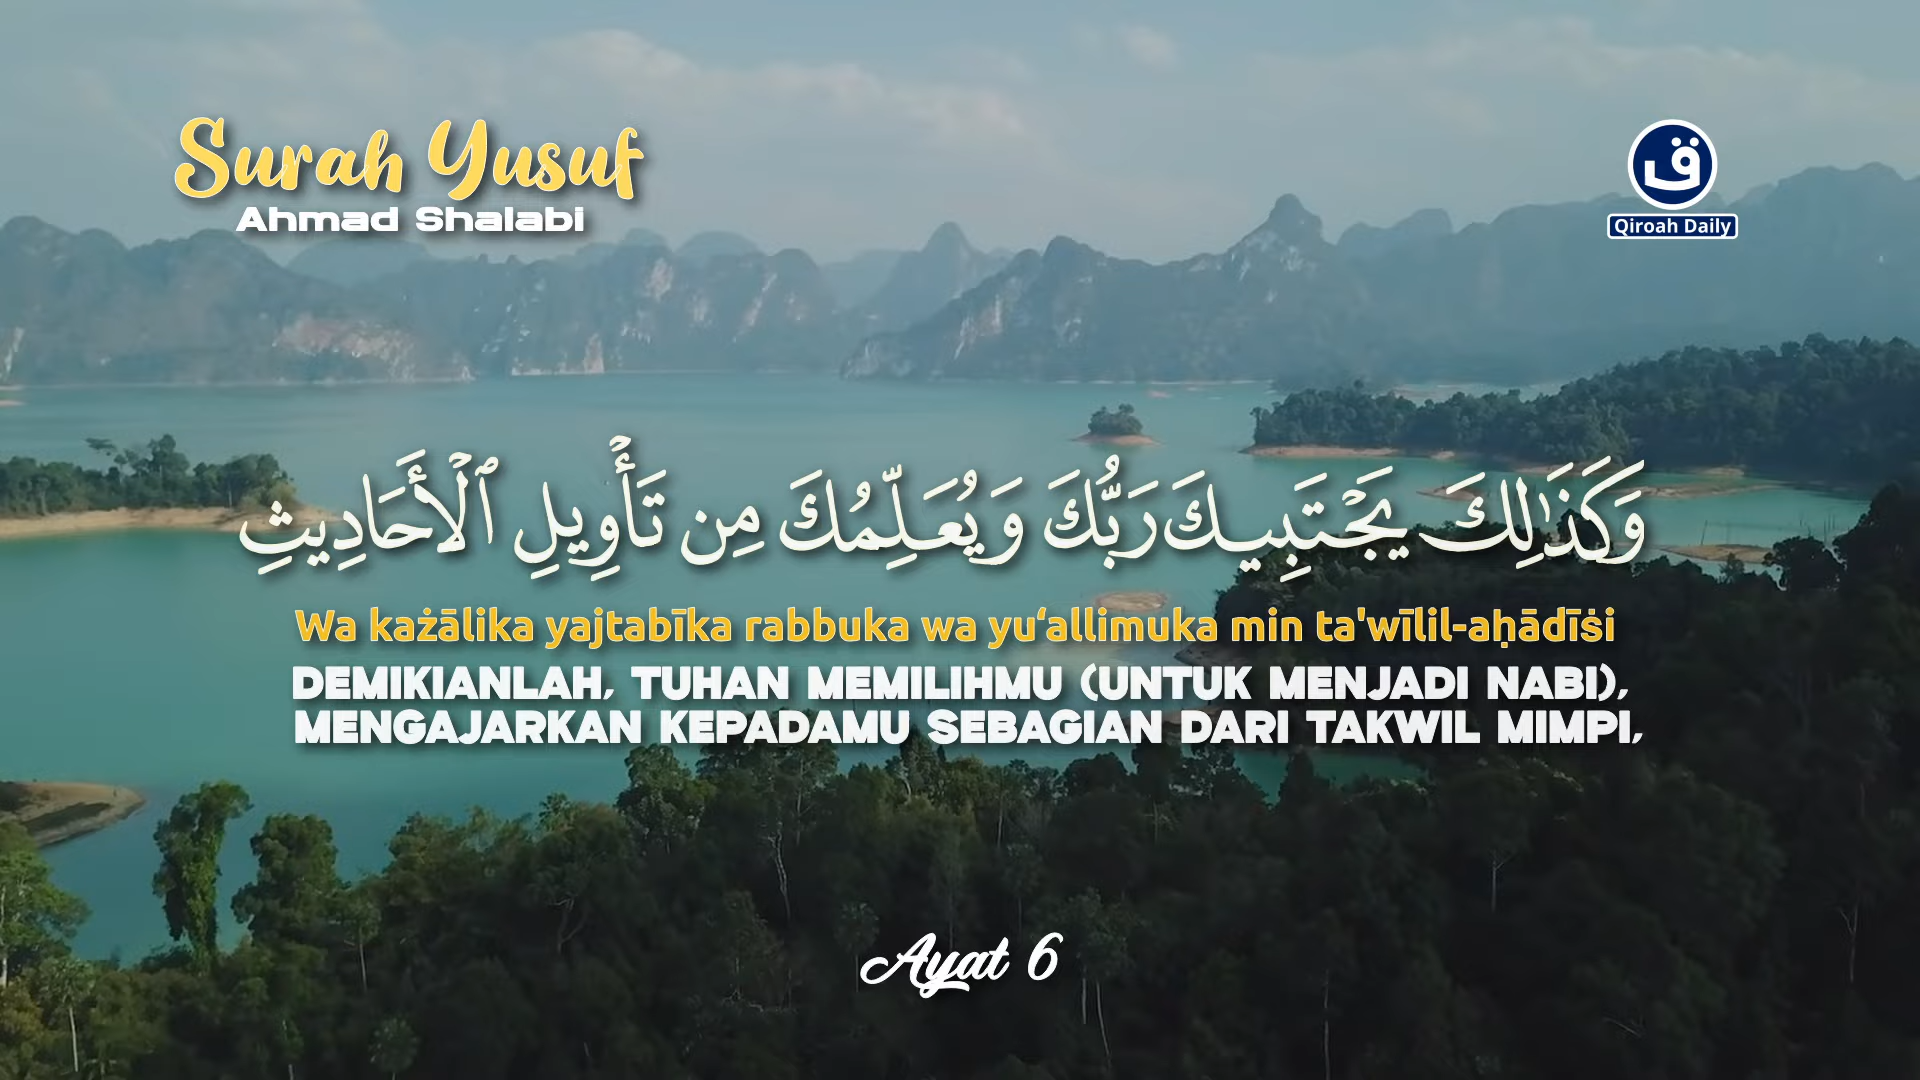 Surah Yusuf
Ahmad Shalabi
ق
Qiroah Daily
وَكَذَٰلِكَ يَجْتَبِيكَ رَبُّكَ وَيُعَلِّمُكَ مِن تَأْوِيلِ ٱلْأَحَادِيثِ
Wa każālika yajtabīka rabbuka wa yu‘allimuka min ta'wīlil-aḥādīṡi
DEMIKIANLAH, TUHAN MEMILIHMU (UNTUK MENJADI NABI),
MENGAJARKAN KEPADAMU SEBAGIAN DARI TAKWIL MIMPI,
Ayat 6